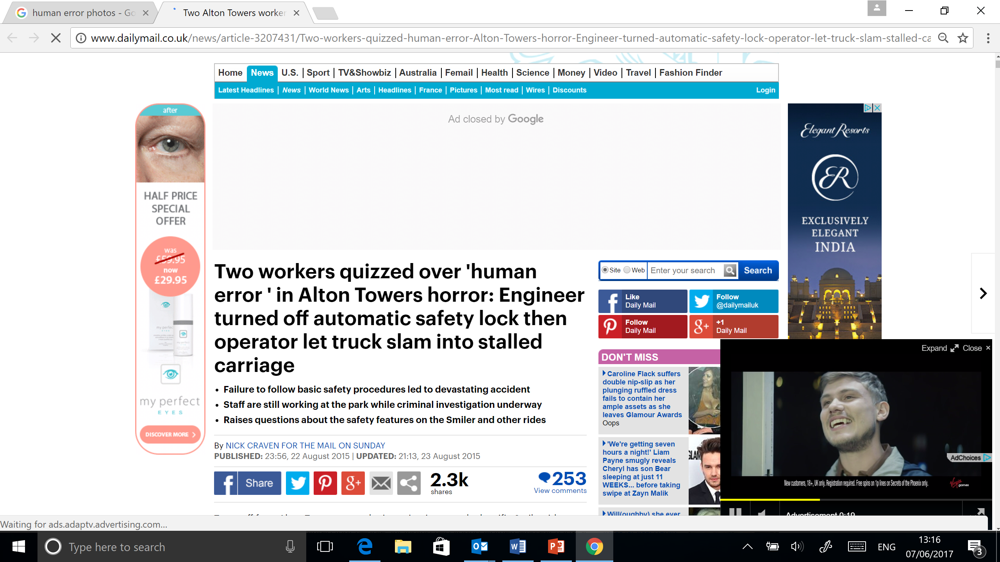 human error photos - Go
Two Alton Towers worker
www.dailymail.co.uk/news/article-3207431/Two-workers-quizzed-human-error-Alton-Towers-horror-Engineer-turned-automatic-safety-lock-operator-let-truck-slam-stalled-ca
Home News U.S. Sport TV&Showbiz Australia Femail Health Science Money Video Travel Fashion Finder
Latest Headlines News World News Arts Headlines France Pictures Most read Wires Discounts Login
after
HALF PRICE
SPECIAL
OFFER
was
£59.95
now
£29.95
my perfect
EYES
my perfect
EYES
DISCOVER MORE
Ad closed by Google
Elegant Resorts
ER
EXCLUSIVELY
ELEGANT
INDIA
Two workers quizzed over 'human
error ' in Alton Towers horror: Engineer
turned off automatic safety lock then
operator let truck slam into stalled
carriage
• Failure to follow basic safety procedures led to devastating accident
• Staff are still working at the park while criminal investigation underway
• Raises questions about the safety features on the Smiler and other rides
By NICK CRAVEN FOR THE MAIL ON SUNDAY
PUBLISHED: 23:56, 22 August 2015 | UPDATED: 21:13, 23 August 2015
Share
2.3k
shares
253
View comments
Site Web Enter your search Search
Like
Daily Mail
Follow
@dailymailuk
Follow
Daily Mail
+1
Daily Mail
DON'T MISS
Caroline Flack suffers
double nip-slip as her
plunging ruffled dress
fails to contain her
ample assets as she
leaves Glamour Awards
Oops
'We're getting seven
hours a night!' Liam
Payne smugly reveals
Cheryl has son Bear
sleeping at just 11
WEEKS... before taking
swipe at Zayn Malik
Will(oughby) she ever
GLAM
Expand Close
AdChoices
New customers, 18+, UK only. Registration required. Free spins on 1p lines on Secrets of the Phoenix only.
Virgin games
Advertisement 0:19
Waiting for ads.adaptv.advertising.com...
Type here to search
ENG
13:16
07/06/2017
3